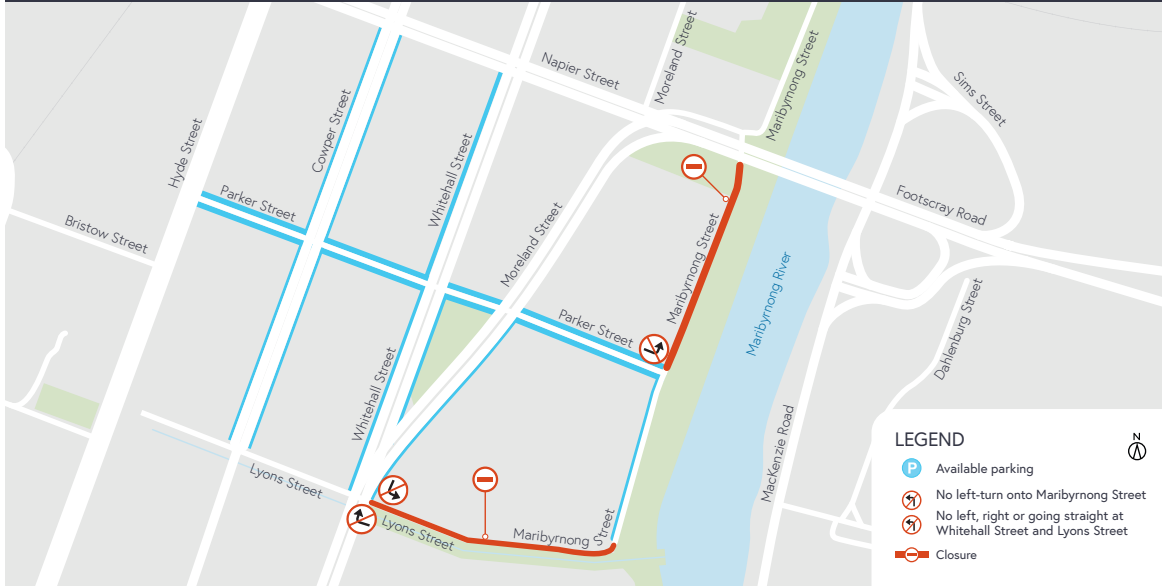 Napier Street
Moreland Street
Maribyrnong Street
Sims Street
Hyde Street
Cowper Street
Whitehall Street
Parker Street
Bristow Street
Moreland Street
Maribyrnong Street
Footscray Road
Maribyrnong River
Parker Street
Dahlenburg Street
Whitehall Street
MacKenzie Road
Lyons Street
Lyons Street
Maribyrnong Street
LEGEND
N
P Available parking
No left-turn onto Maribyrnong Street
No left, right or going straight at
Whitehall Street and Lyons Street
Closure